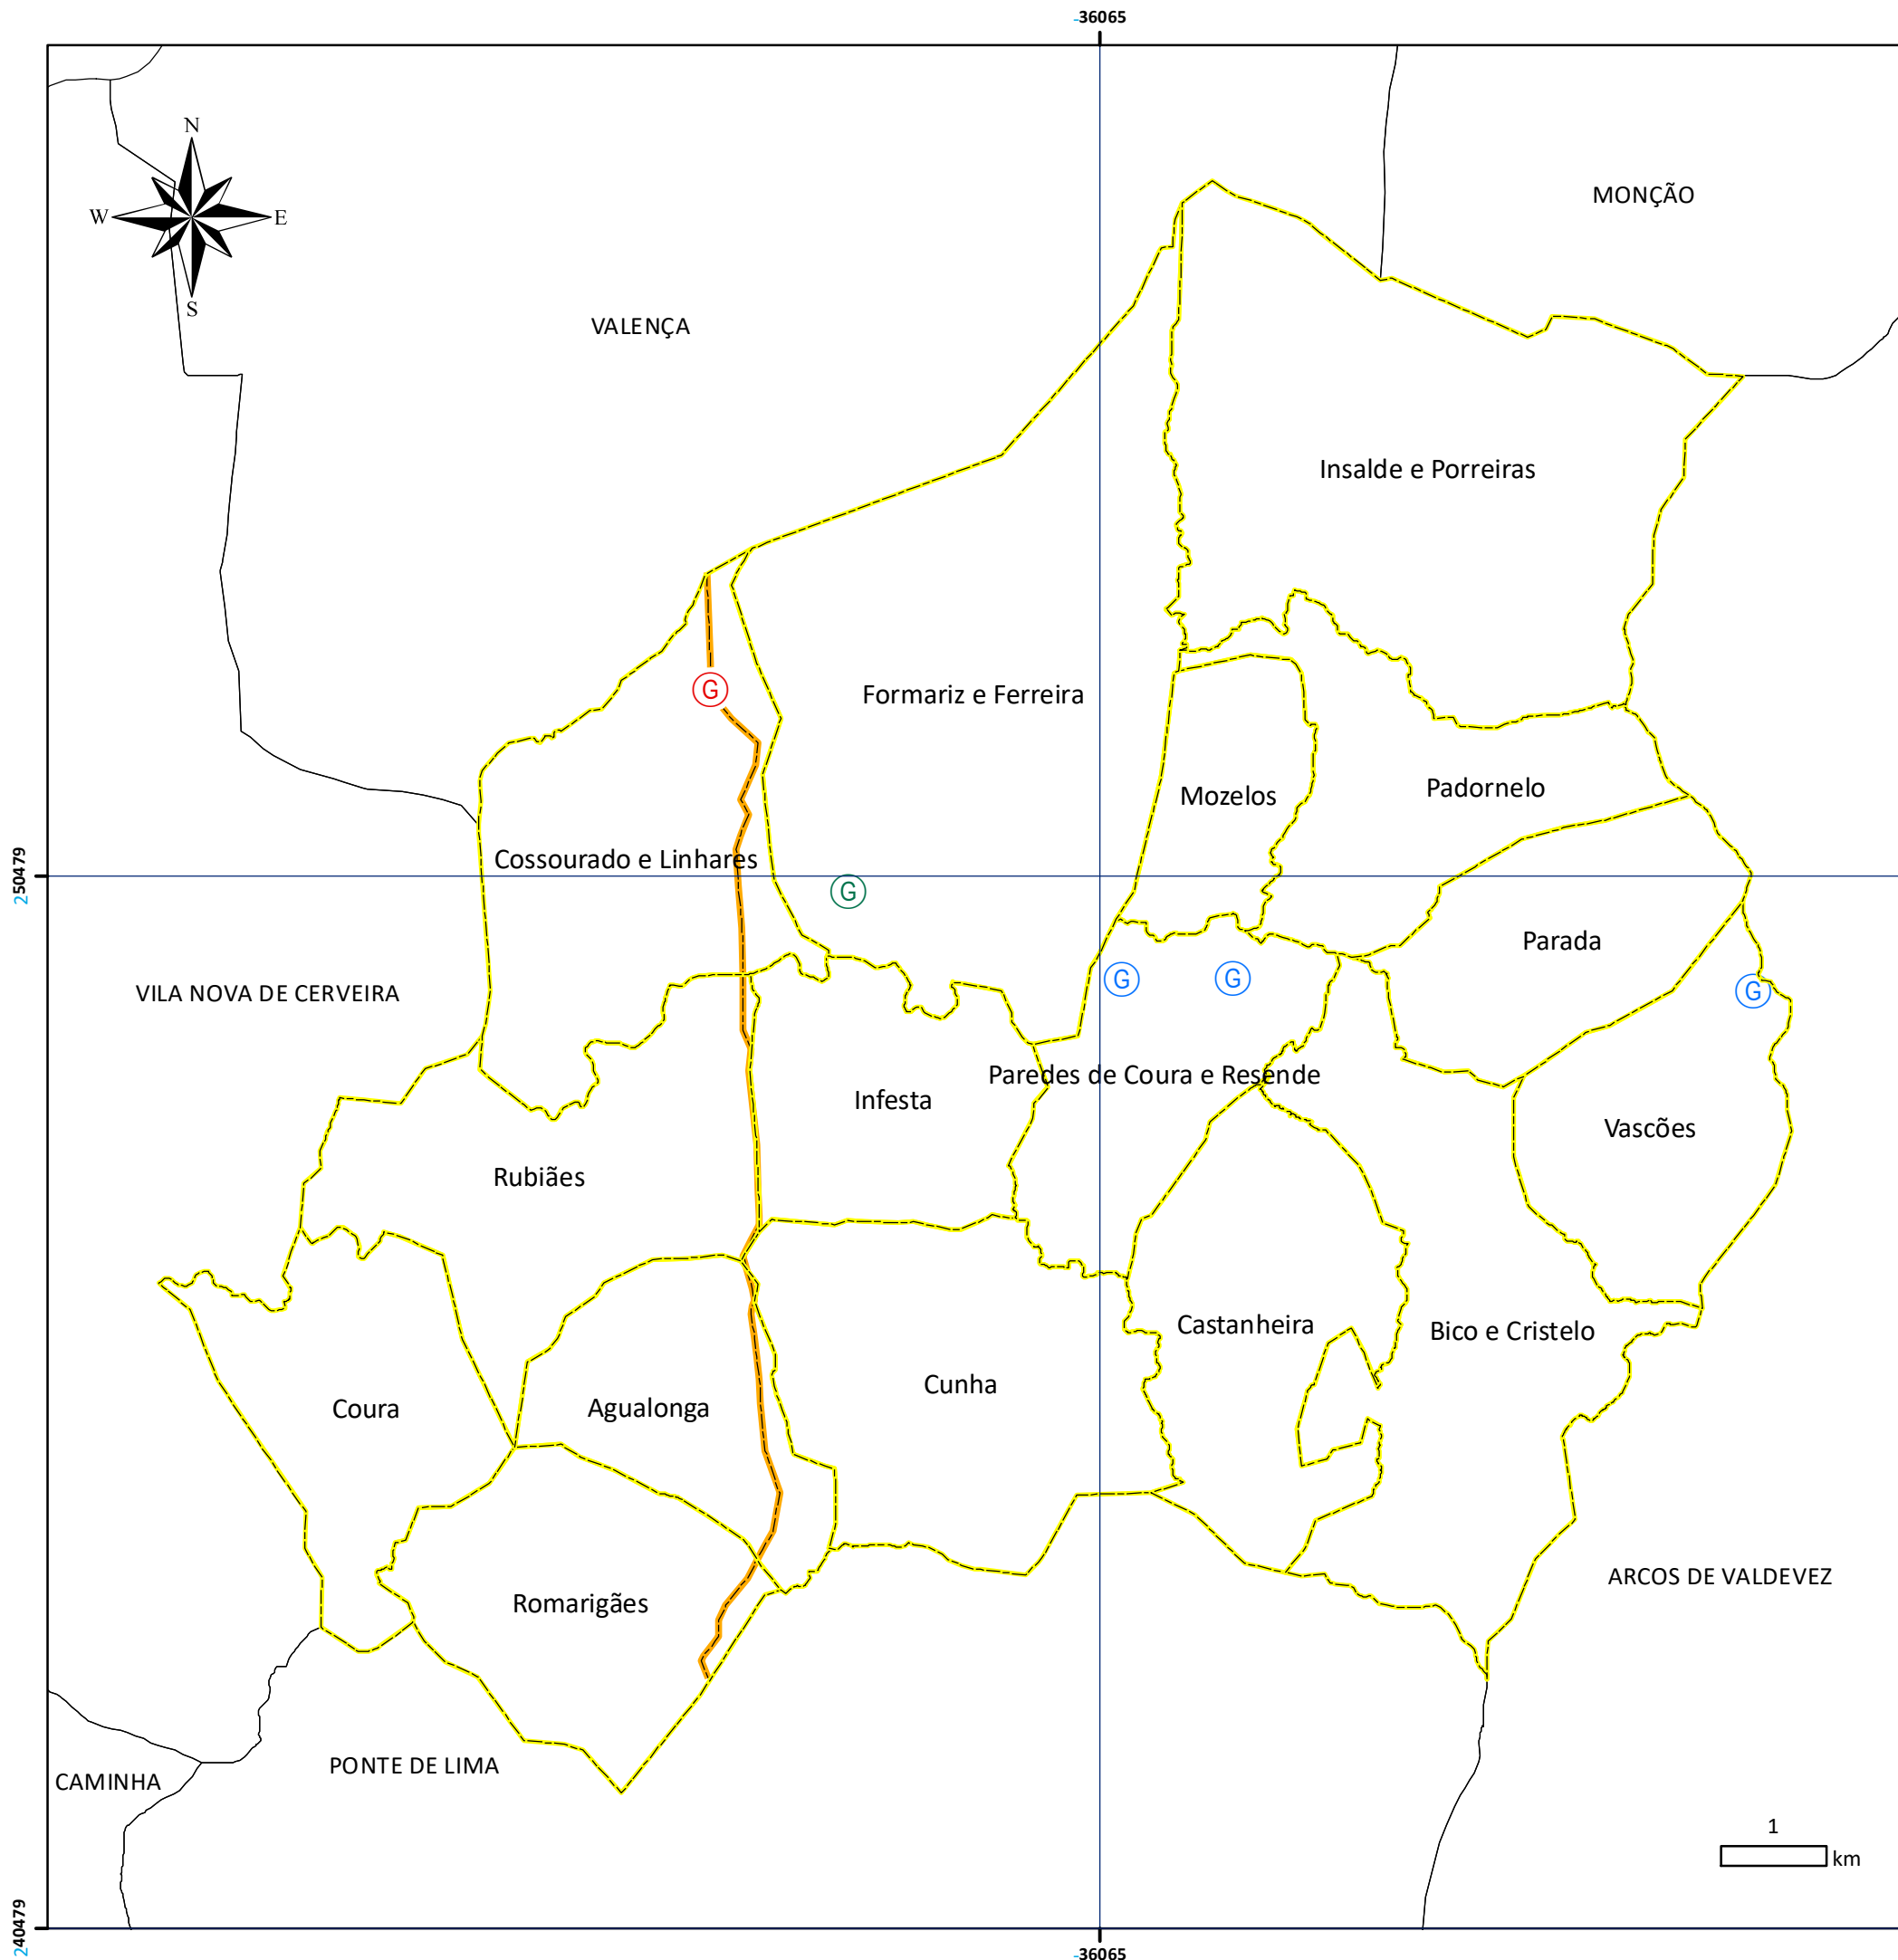 -36065
N
MONÇÃO
W E
S
VALENÇA
Insalde e Porreiras
G
Formariz e Ferreira
Mozelos
Padornelo
Cossourado e Linhares
250479
G
Parada
G
G
G
VILA NOVA DE CERVEIRA
Paredes de Coura e Resende
Infesta
Vascões
Rubiães
Castanheira
Bico e Cristelo
Cunha
Coura
Agualonga
ARCOS DE VALDEVEZ
Romarigães
PONTE DE LIMA
CAMINHA
1
km
240479
-36065